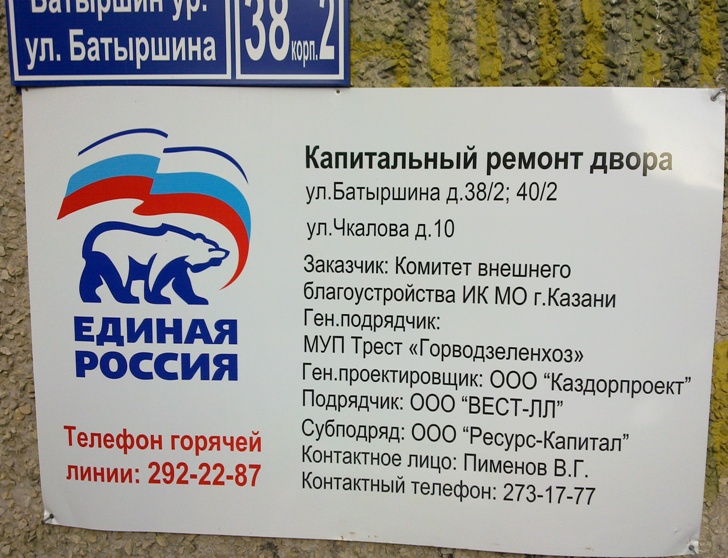 Батыршин ур.
ул. Батыршина
38 корп.2
ЕДИНАЯ
РОССИЯ
Телефон горячей
линии: 292-22-87
Капитальный ремонт двора
ул.Батыршина д.38/2; 40/2
ул.Чкалова д.10
Заказчик: Комитет внешнего
благоустройства ИК МО г.Казани
Ген.подрядчик:
МУП Трест «Горводзеленхоз»
Ген.проектировщик: ООО “Каздорпроект”
Подрядчик: ООО “ВЕСТ-ЛЛ”
Субподряд: ООО “Ресурс-Капитал”
Контактное лицо: Пименов В.Г.
Контактный телефон: 273-17-77